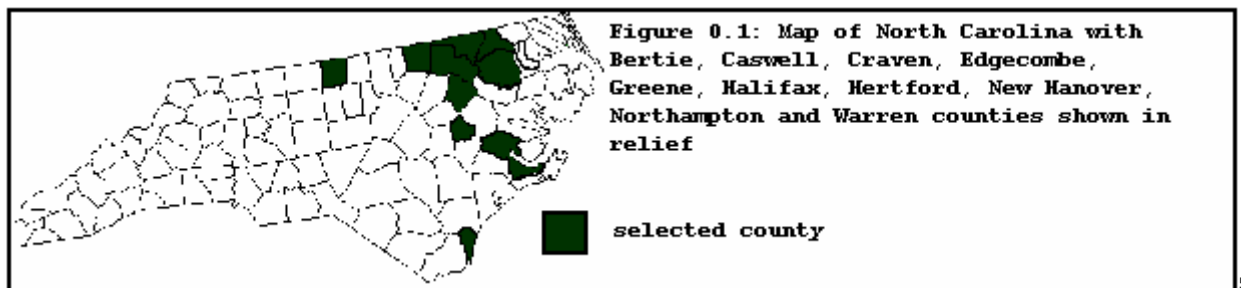 Figure 0.1: Map of North Carolina with
Bertie, Caswell, Craven, Edgecombe,
Greene, Halifax, Hertford, New Hanover,
Northampton and Warren counties shown in
relief
selected county